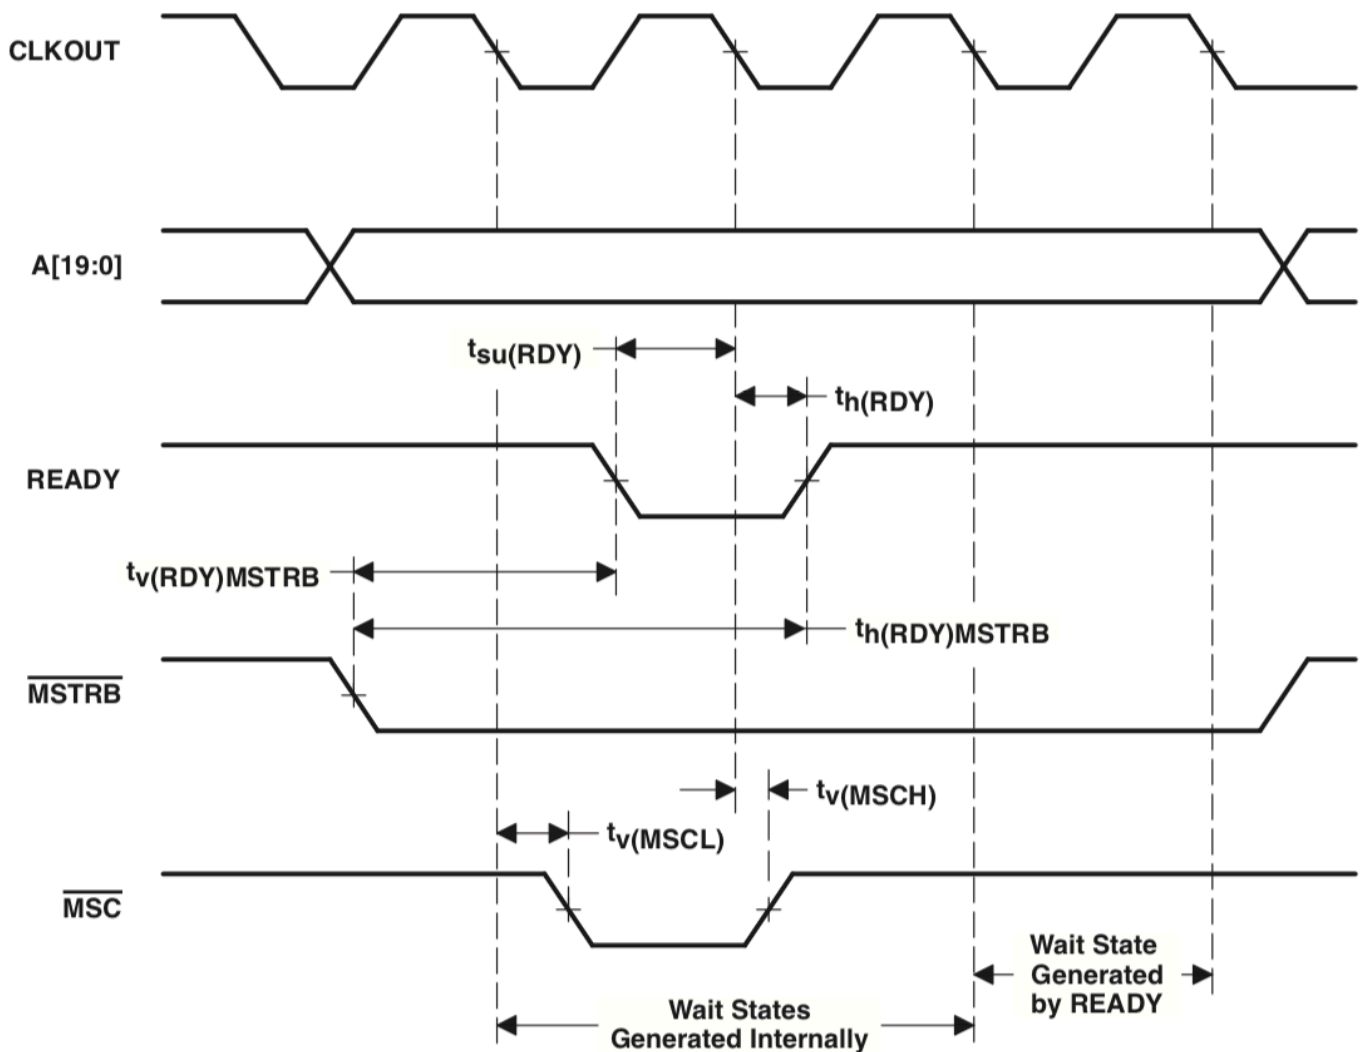 CLKOUT
A[19:0]
tsu(RDY)
th(RDY)
READY
tv(RDY)MSTRB
th(RDY)MSTRB
MSTRB
tv(MSCH)
tv(MSCL)
MSC
Wait State
Generated
by READY
Wait States
Generated Internally